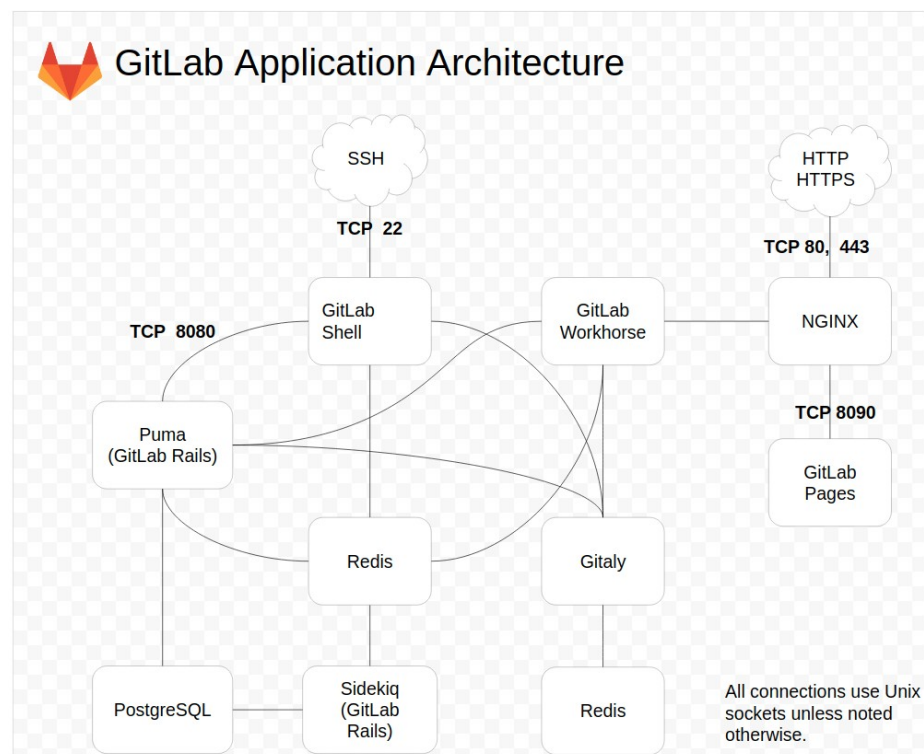 GitLab Application Architecture
SSH
HTTP
HTTPS
TCP 22
TCP 80, 443
GitLab
Shell
GitLab
Workhorse
NGINX
TCP 8080
Puma
(GitLab Rails)
TCP 8090
GitLab
Pages
Redis
Gitaly
PostgreSQL
Sidekiq
(GitLab
Rails)
Redis
All connections use Unix
sockets unless noted
otherwise.